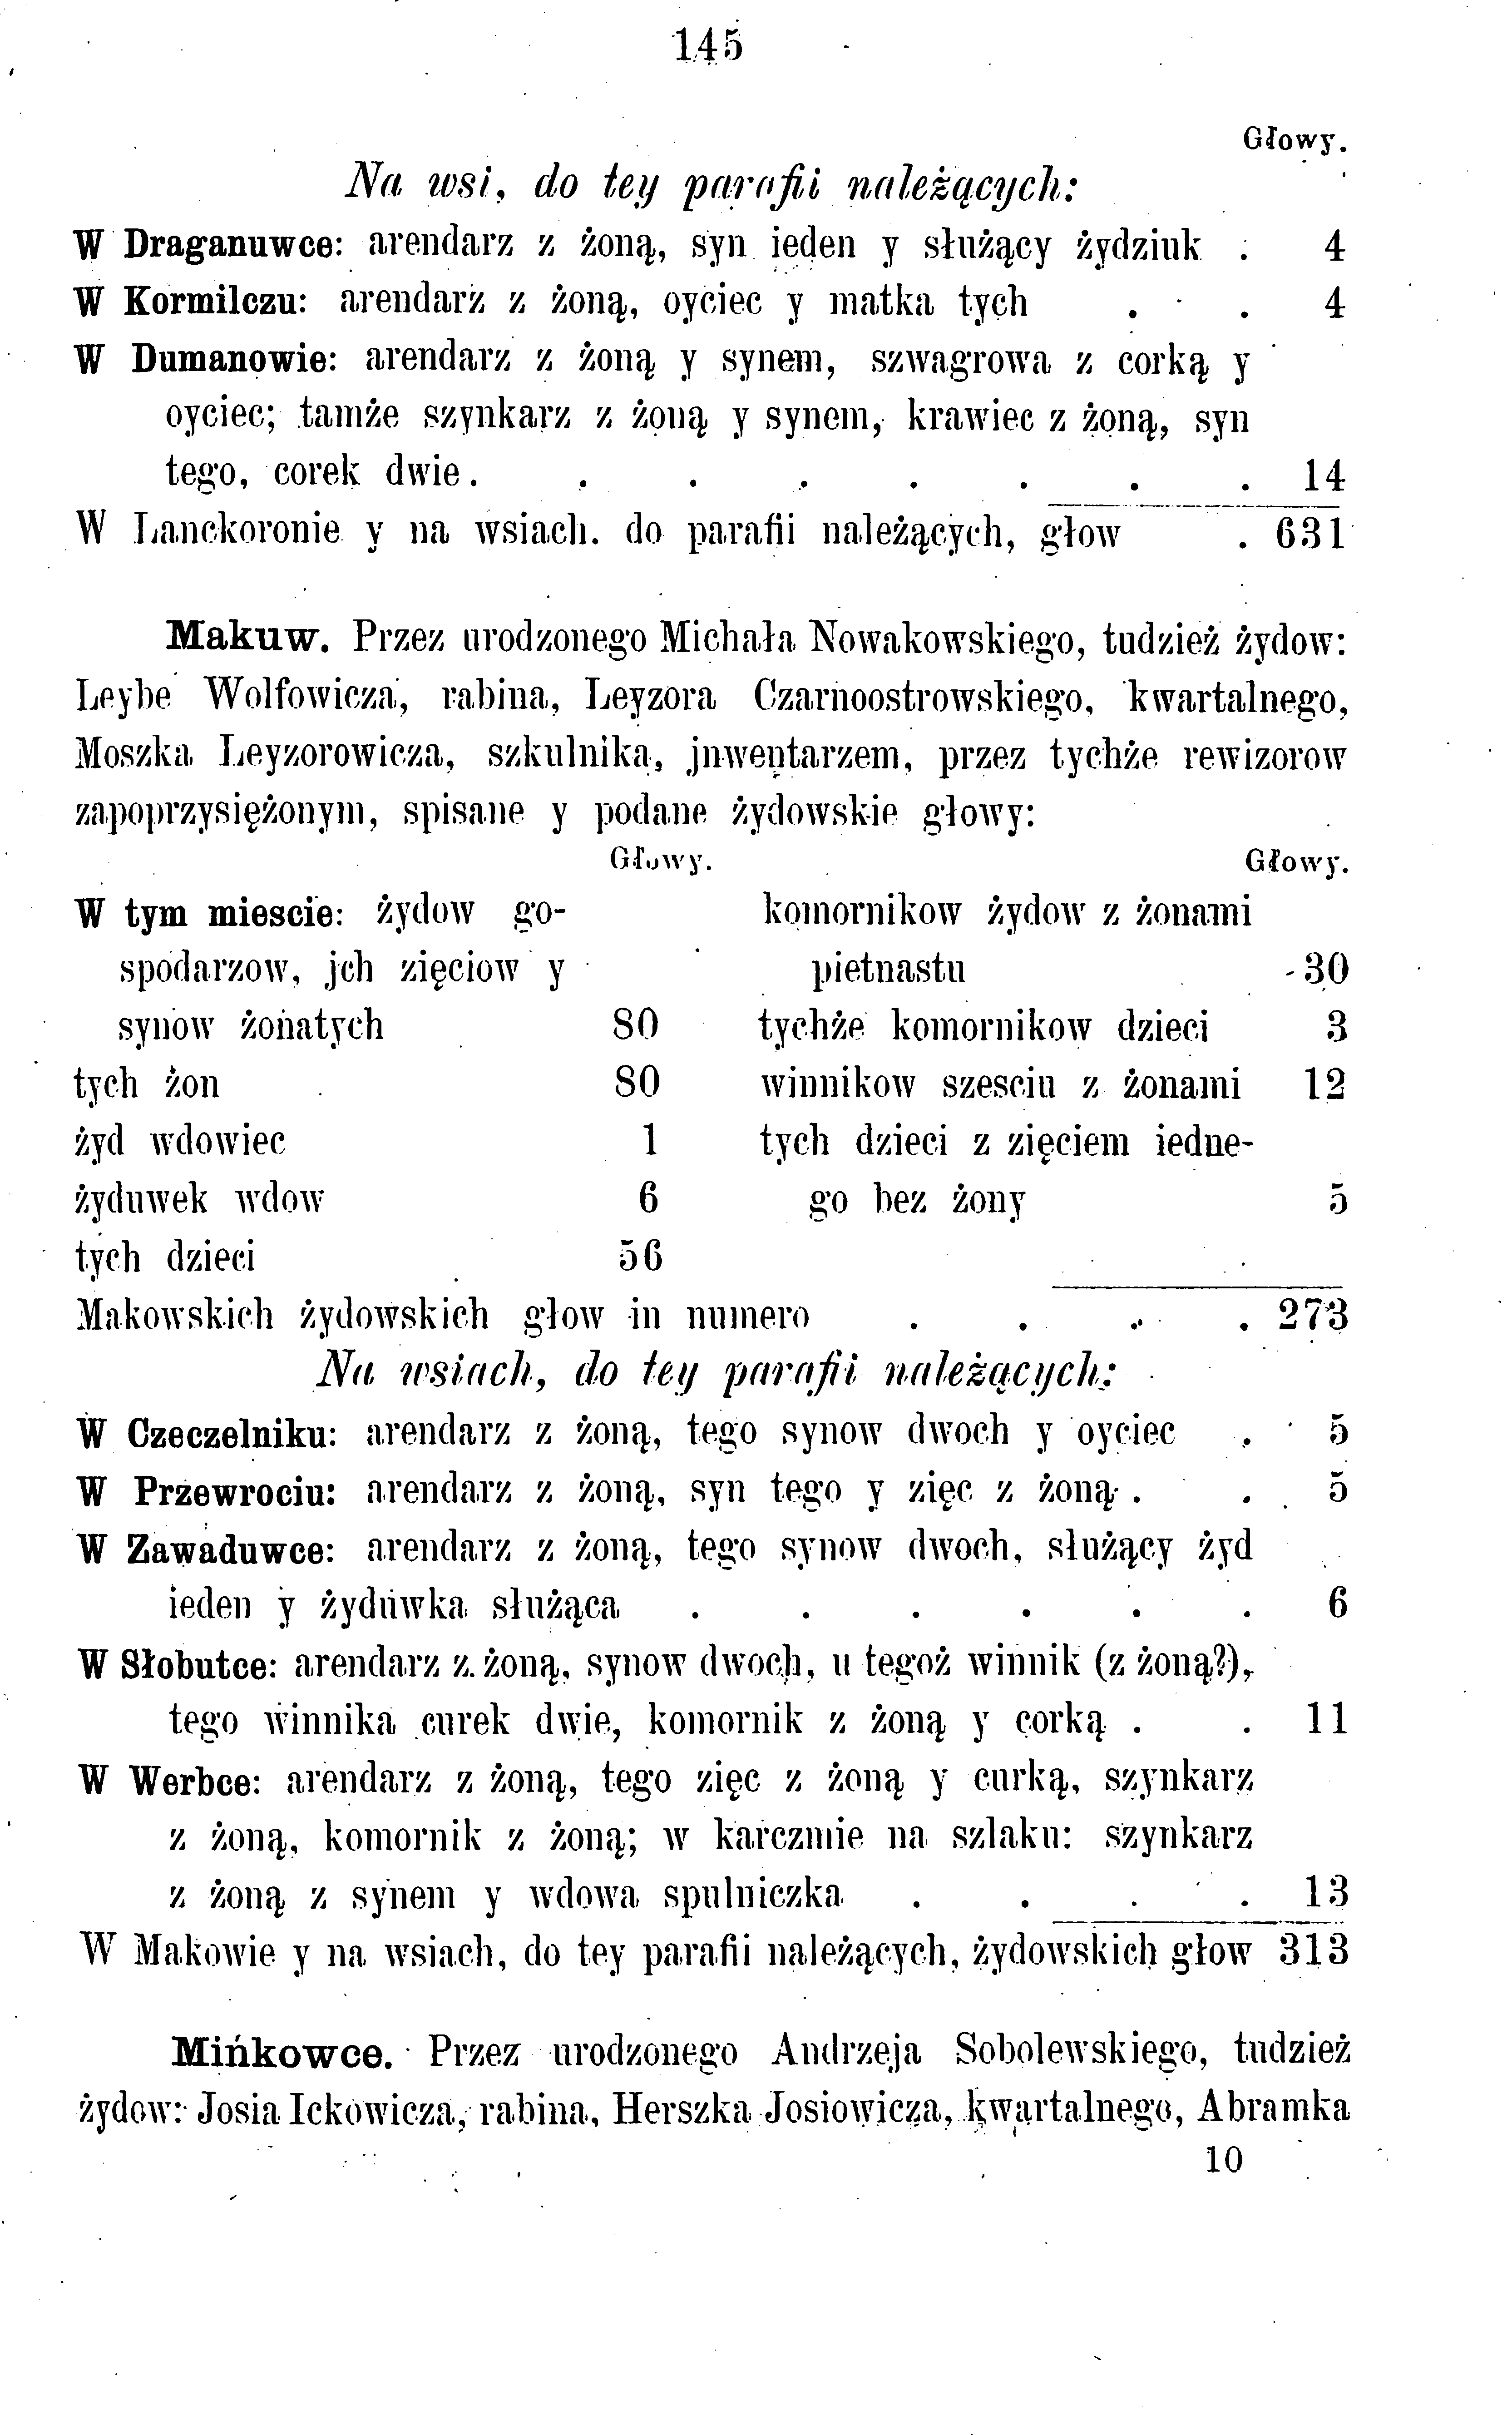 145
Głowy.
Na wsi, do tey parafii należących:
W Draganuwce: arendarz z żoną, syn ieden y służący żydziuk . 4
W Kormilczu: arendarz z żoną, oyciec y matka tych . . 4
W Dumanowie: arendarz z żoną y synem, szwagrowa z corką y
oyciec; tamże szynkarz z żoną y synem, krawiec z żoną, syn
tego, corek dwie. . . . . . . . 14
W Lanckoronie y na wsiach. do parafii należących, głow . 631
Makuw. Przez urodzonego Michała Nowakowskiego, tudzież żydow:
Leybe Wolfowicza, rabina, Leyzora Czarnoostrowskiego, kwartalnego,
Moszka Leyzorowicza, szkulnika, jnwentarzem, przez tychże rewizorow
zapoprzysiężonym, spisane y podane żydowskie głowy:
Głowy.
W tym miescie: żydow go-
spodarzow, jch zięciow y
synow żonatych 80
tych żon 80
żyd wdowiec 1
żyduwek wdow 6
tych dzieci 56
Głowy.
komornikow żydow z żonami
pietnastu 30
tychże komornikow dzieci 3
winnikow szesciu z żonami 12
tych dzieci z zięciem iedne-
go bez żony 5
Makowskich żydowskich głow in numero . . . . 273
Na wsiach, do tey parafii należących:
W Czeczelniku: arendarz z żoną, tego synow dwoch y oyciec . 5
W Przewrociu: arendarz z żoną, syn tego y zięc z żoną . . 5
W Zawaduwce: arendarz z żoną, tego synow dwoch, służący żyd
ieden y żyduwka służąca . . . . . . 6
W Słobutce: arendarz z żoną, synow dwoch, u tegoż winnik (z żoną?),
tego winnika curek dwie, komornik z żoną y corką . . 11
W Werbce: arendarz z żoną, tego zięc z żoną y curką, szynkarz
z żoną, komornik z żoną; w karczmie na szlaku: szynkarz
z żoną z synem y wdowa spulniczka . . . . 13
W Makowie y na wsiach, do tey parafii należących, żydowskich głow 313
Mińkowce. Przez urodzonego Andrzeja Sobolewskiego, tudzież
żydow: Josia Ickowicza, rabina, Herszka Josiowicza, kwartalnego, Abramka
10